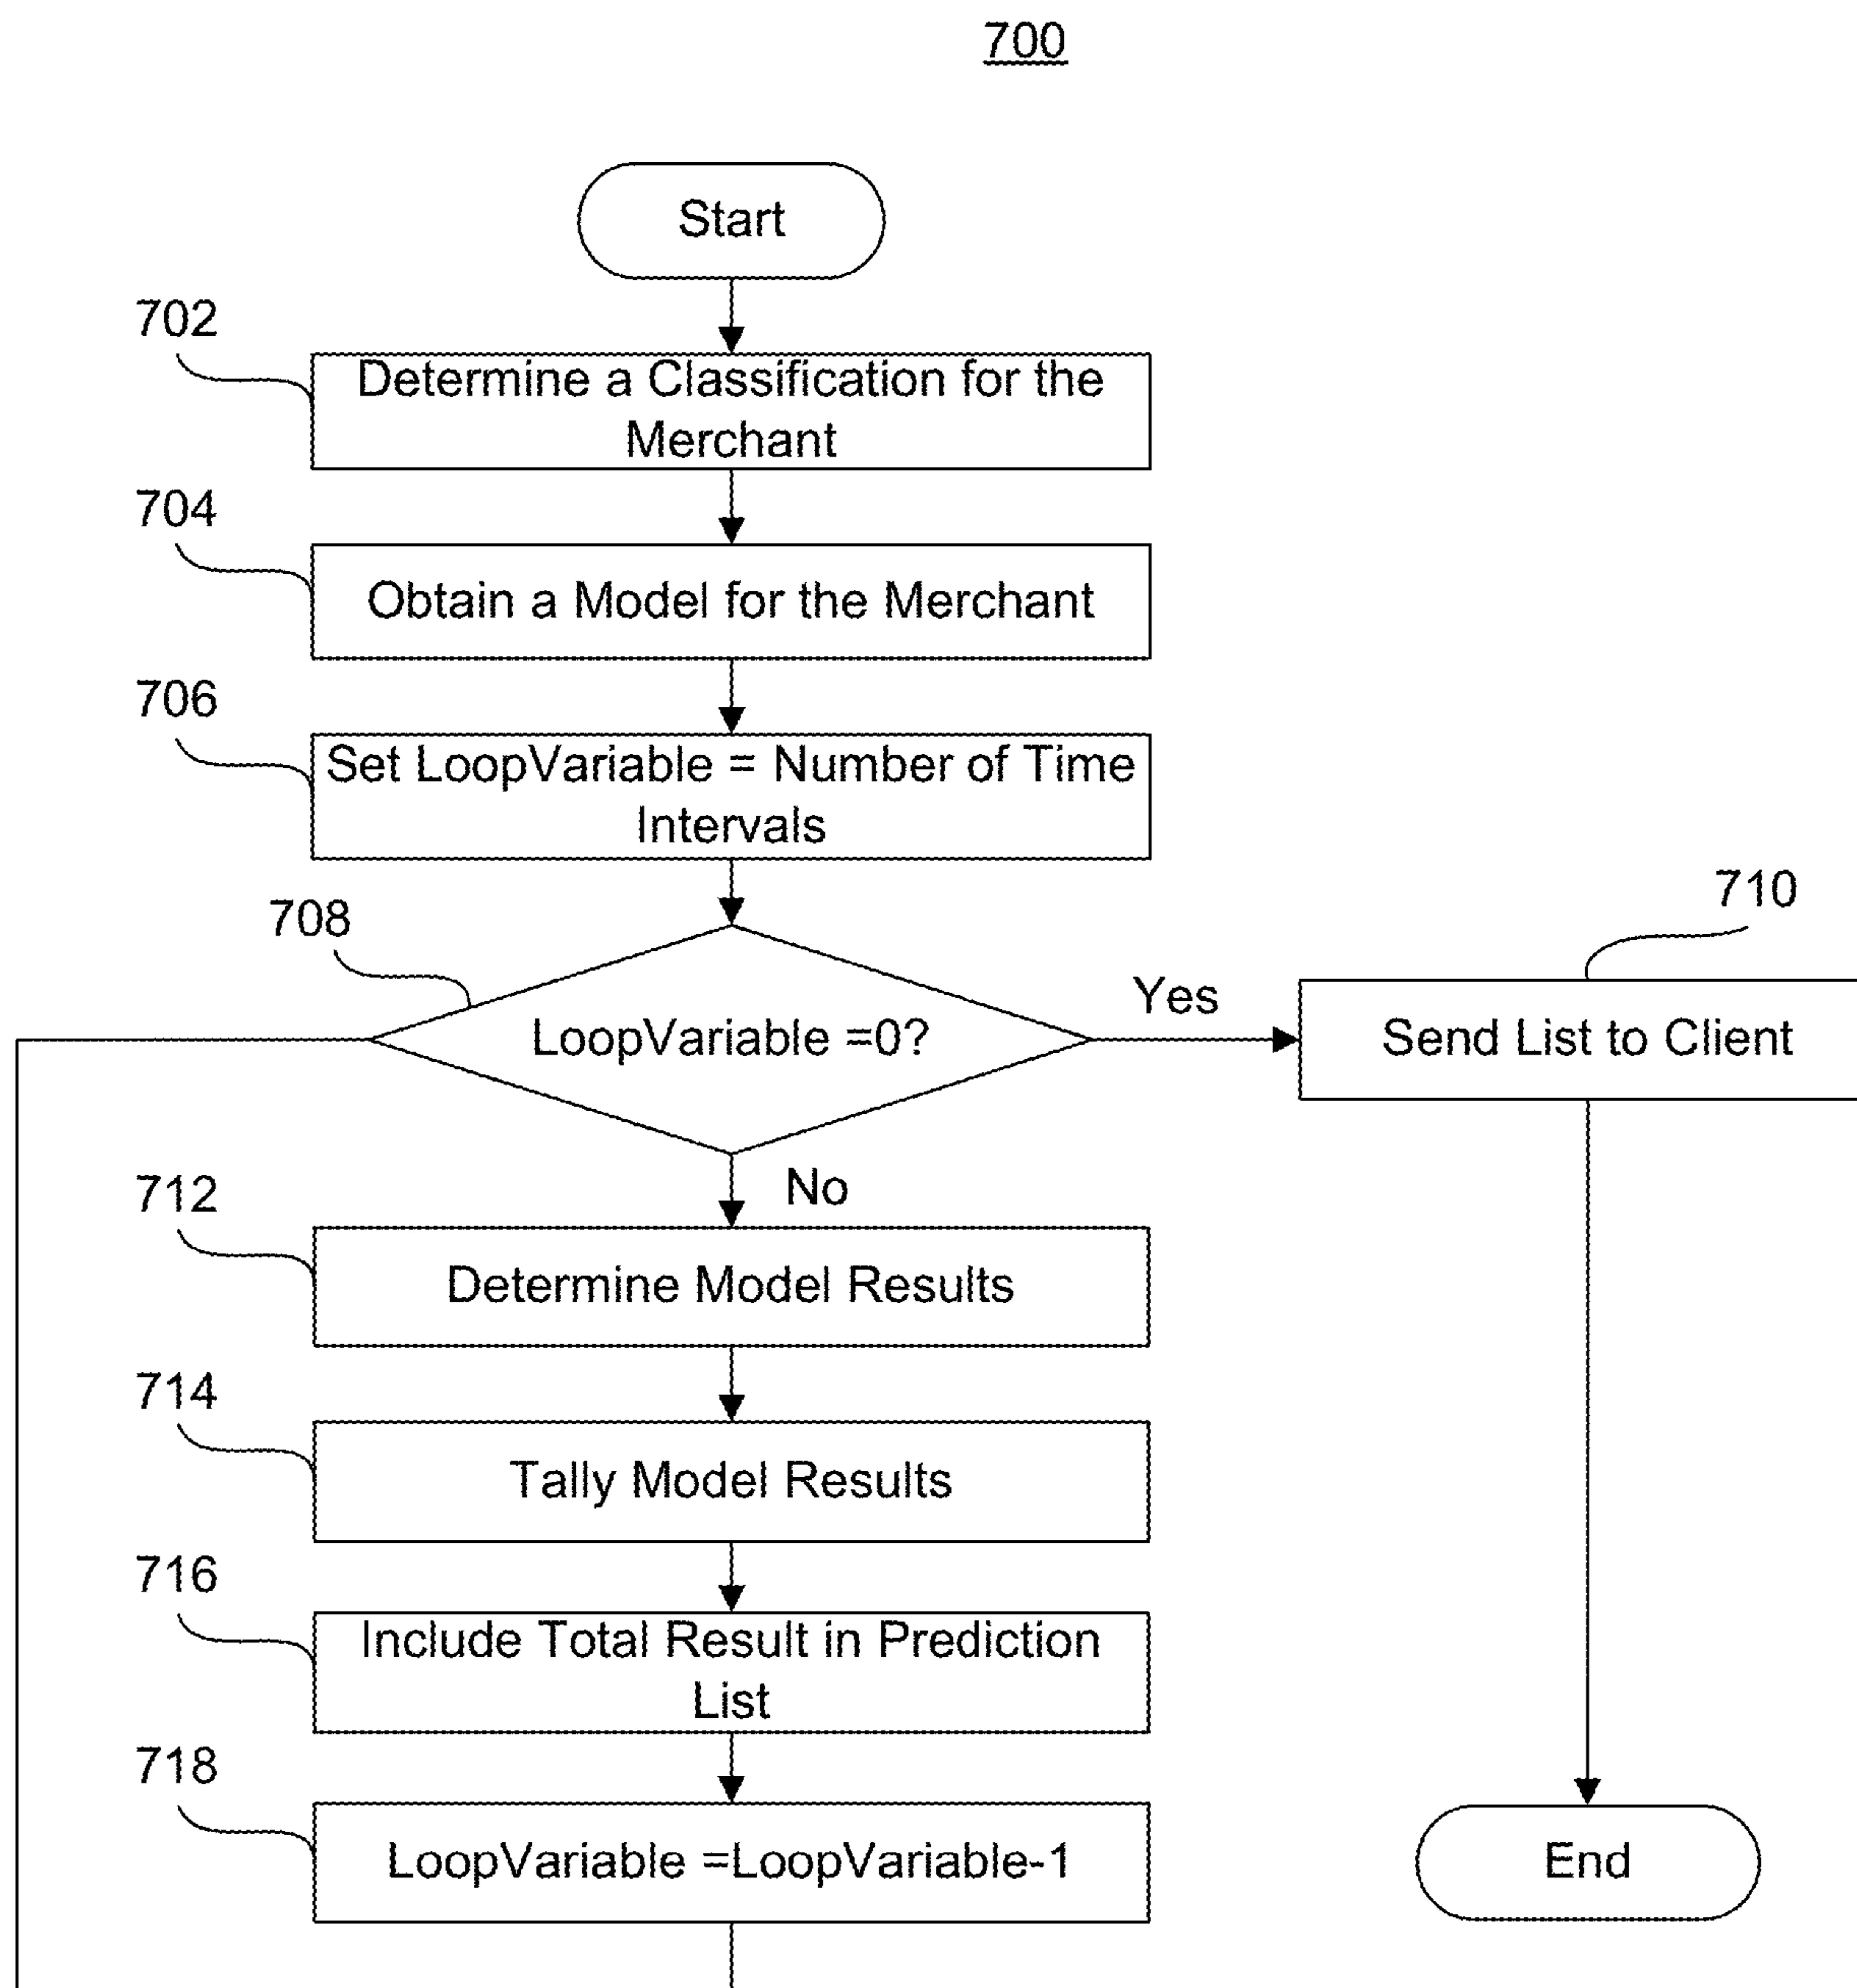 700
Start
702
Determine a Classification for the
Merchant
704
Obtain a Model for the Merchant
706
Set LoopVariable = Number of Time
Intervals
708
LoopVariable =0?
Yes
710
Send List to Client
No
712
Determine Model Results
714
Tally Model Results
716
Include Total Result in Prediction
List
718
LoopVariable =LoopVariable-1
End